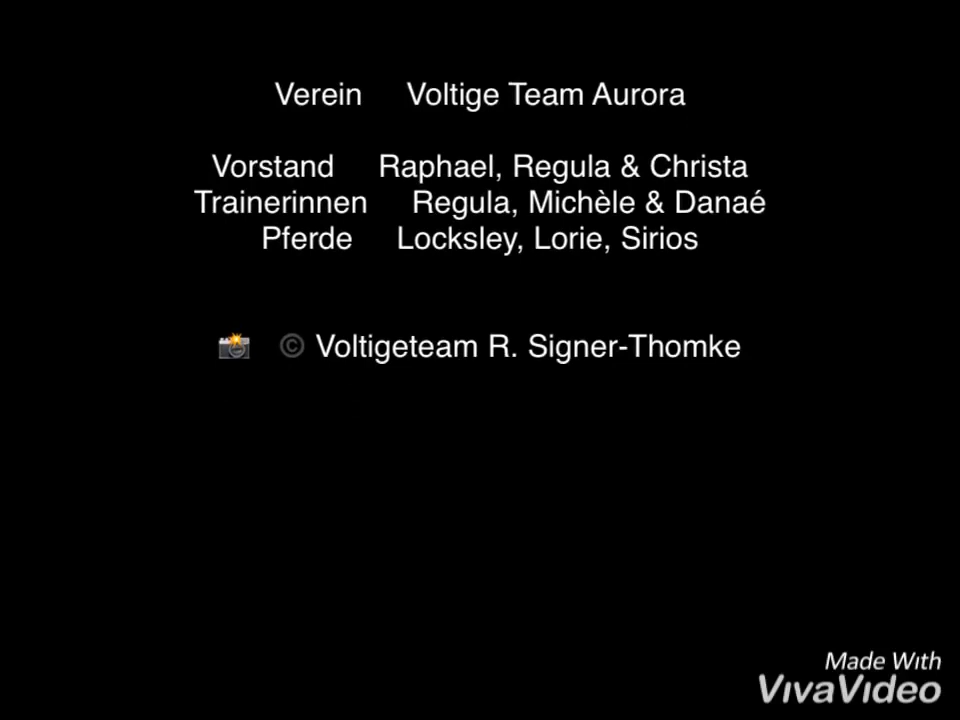 Verein Voltige Team Aurora
Vorstand Raphael, Regula & Christa
Trainerinnen Regula, Michèle & Danaé
Pferde Locksley, Lorie, Sirios
📸 © Voltigeteam R. Signer-Thomke
Made With
VivaVideo